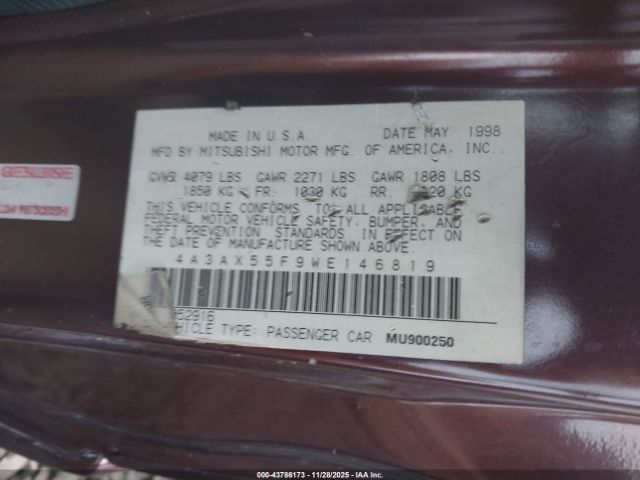 MADE IN U.S.A. DATE MAY 1998
MFD BY MITSUBISHI MOTOR MFG. OF AMERICA, INC.
GVWR 4079 LBS GAWR 2271 LBS GAWR 1808 LBS
1850 KG FR. 1030 KG RR. 820 KG
THIS VEHICLE CONFORMS TO ALL APPLICABLE
FEDERAL MOTOR VEHICLE SAFETY, BUMPER, AND
THEFT PREVENTION STANDARDS IN EFFECT ON
THE DATE OF MANUFACTURE SHOWN ABOVE.
4A3AX55F9WE146819
52916
VEHICLE TYPE: PASSENGER CAR MU900250
000-43786173 - 11/28/2025 - IAAI.COM